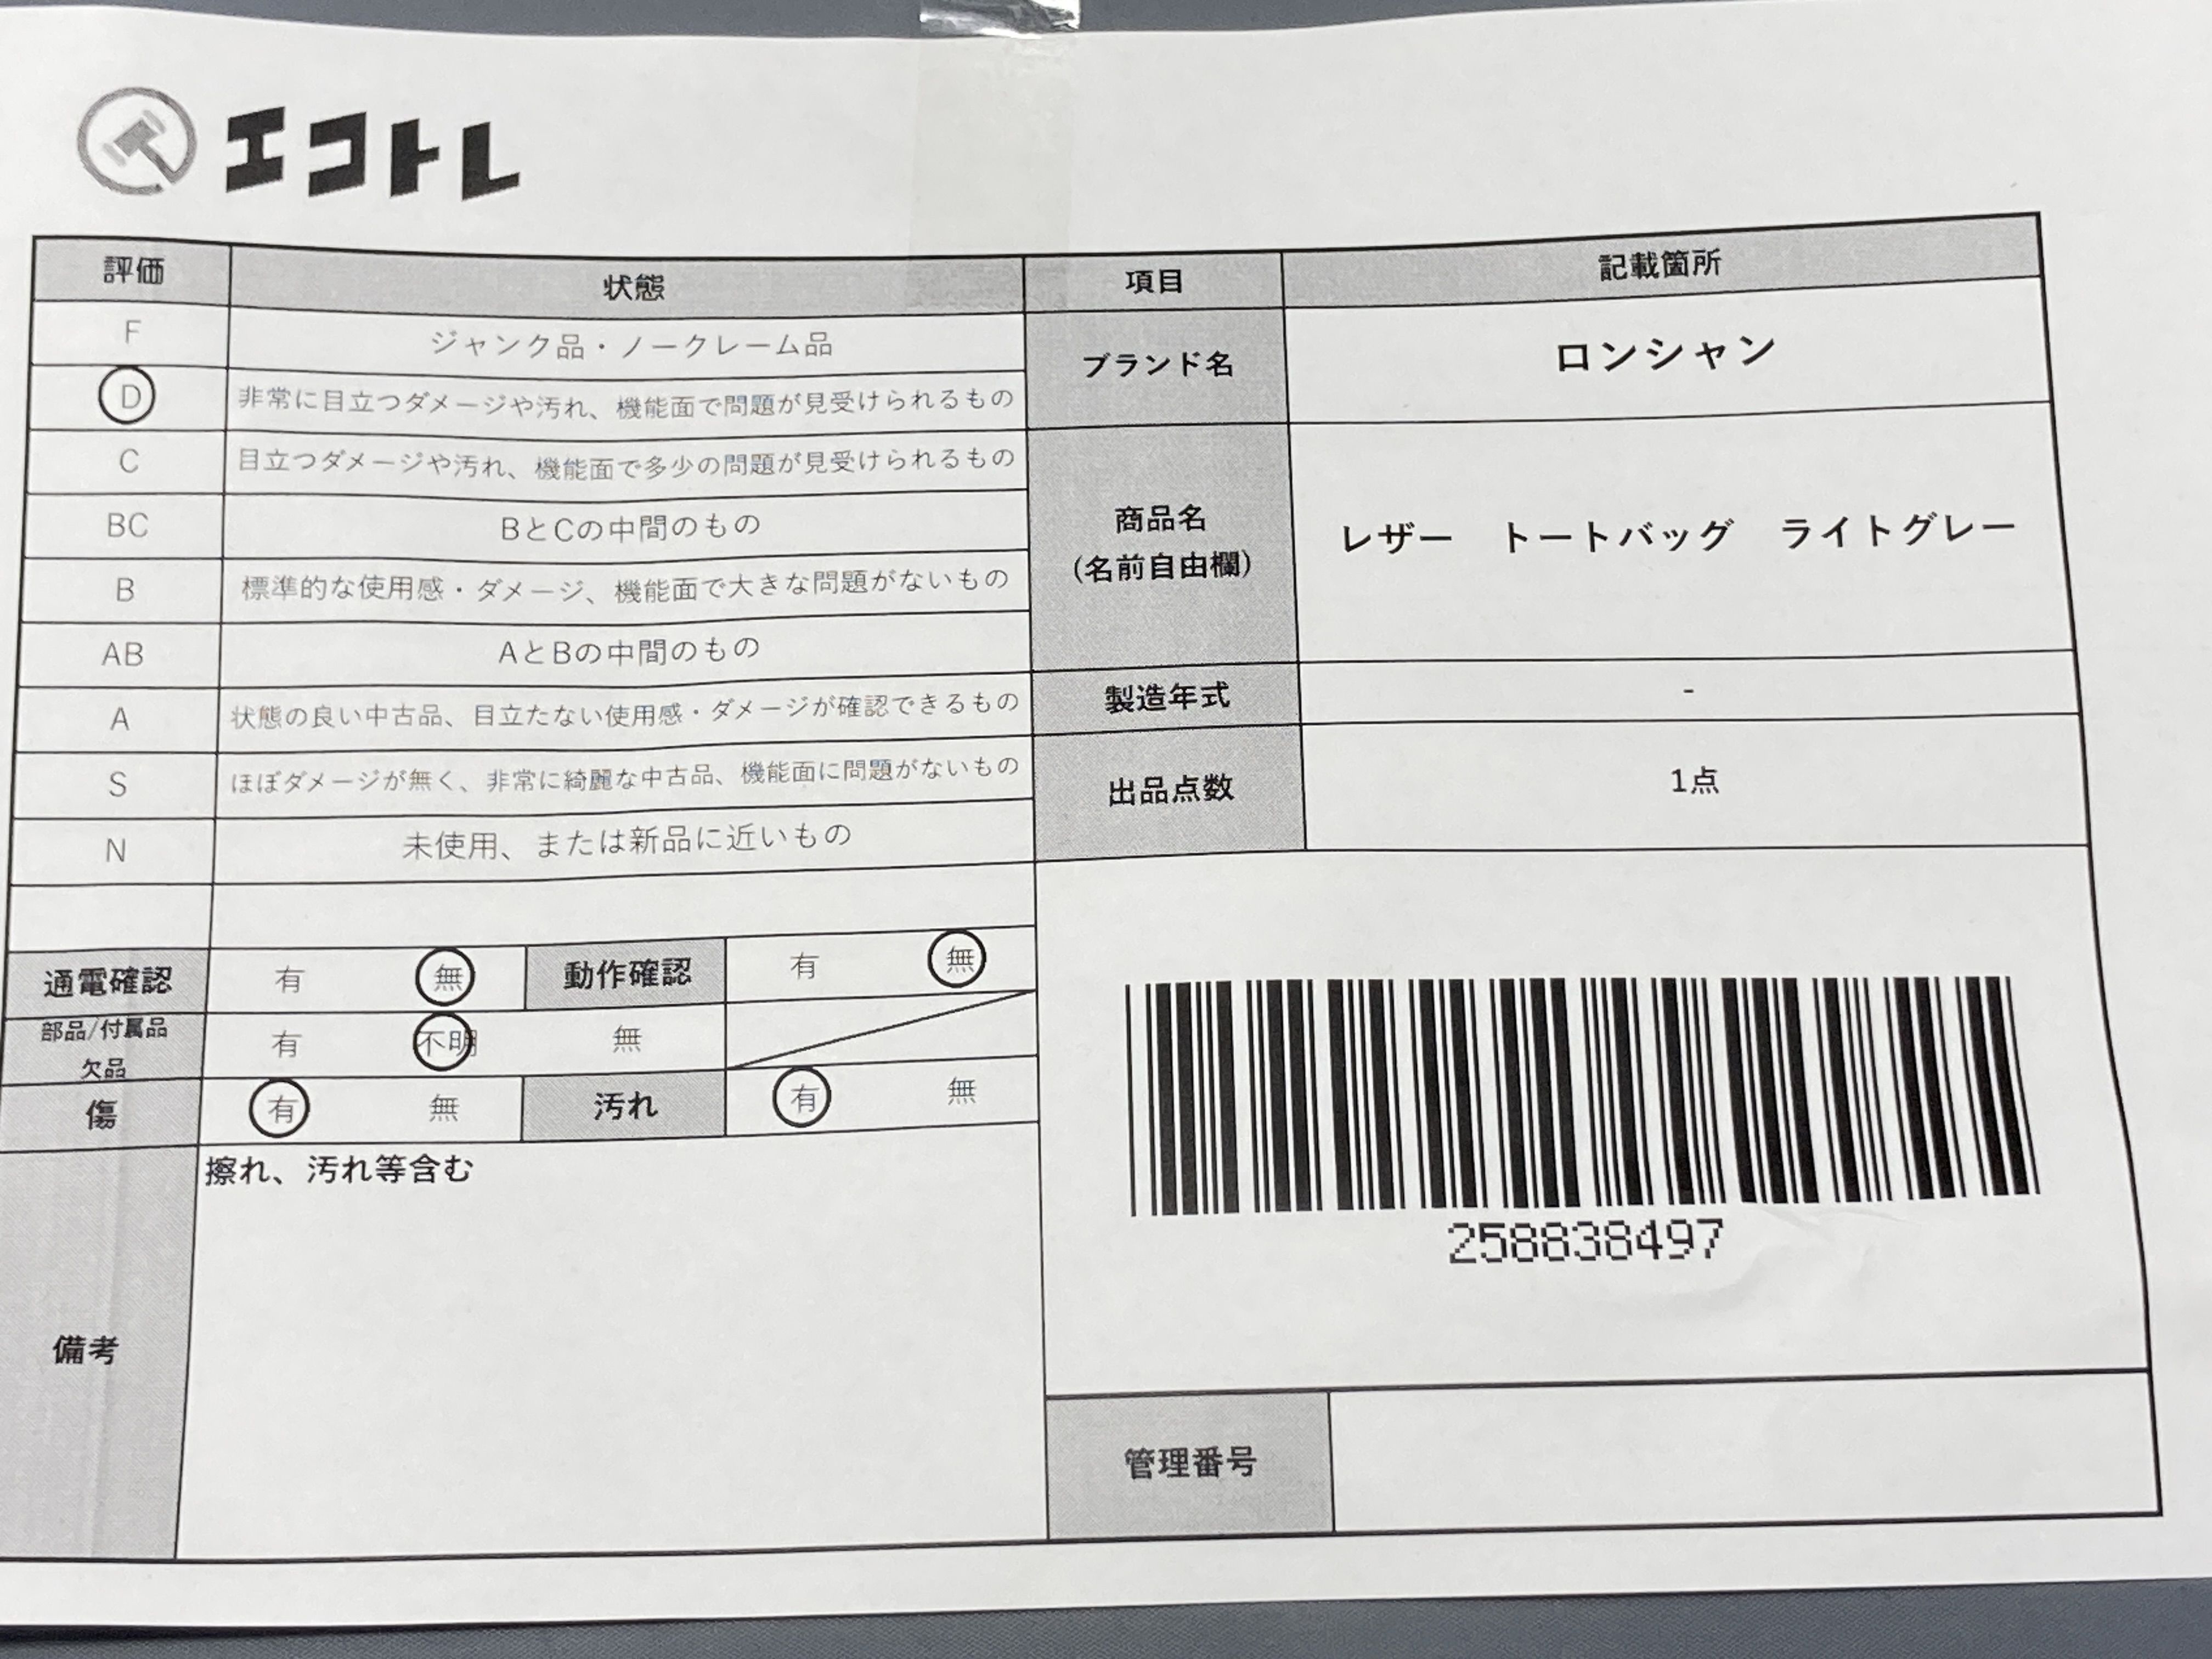 エコトレ
評価 状態 項目 記載箇所
F ジャンク品・ノークレーム品
D 非常に目立つダメージや汚れ、機能面で問題が見受けられるもの
C 目立つダメージや汚れ、機能面で多少の問題が見受けられるもの
BC BとCの中間のもの
B 標準的な使用感・ダメージ、機能面で大きな問題がないもの
AB AとBの中間のもの
A 状態の良い中古品、目立たない使用感・ダメージが確認できるもの
S ほぼダメージが無く、非常に綺麗な中古品、機能面に問題がないもの
N 未使用、または新品に近いもの
通電確認 有 無 動作確認 有 無
部品/付属品
欠品
有 不明 無
傷 有 無 汚れ 有 無
備考
擦れ、汚れ等含む
ブランド名 ロンシャン
商品名
(名前自由欄)
レザー トートバッグ ライトグレー
製造年式 -
出品点数 1点
258838497
管理番号